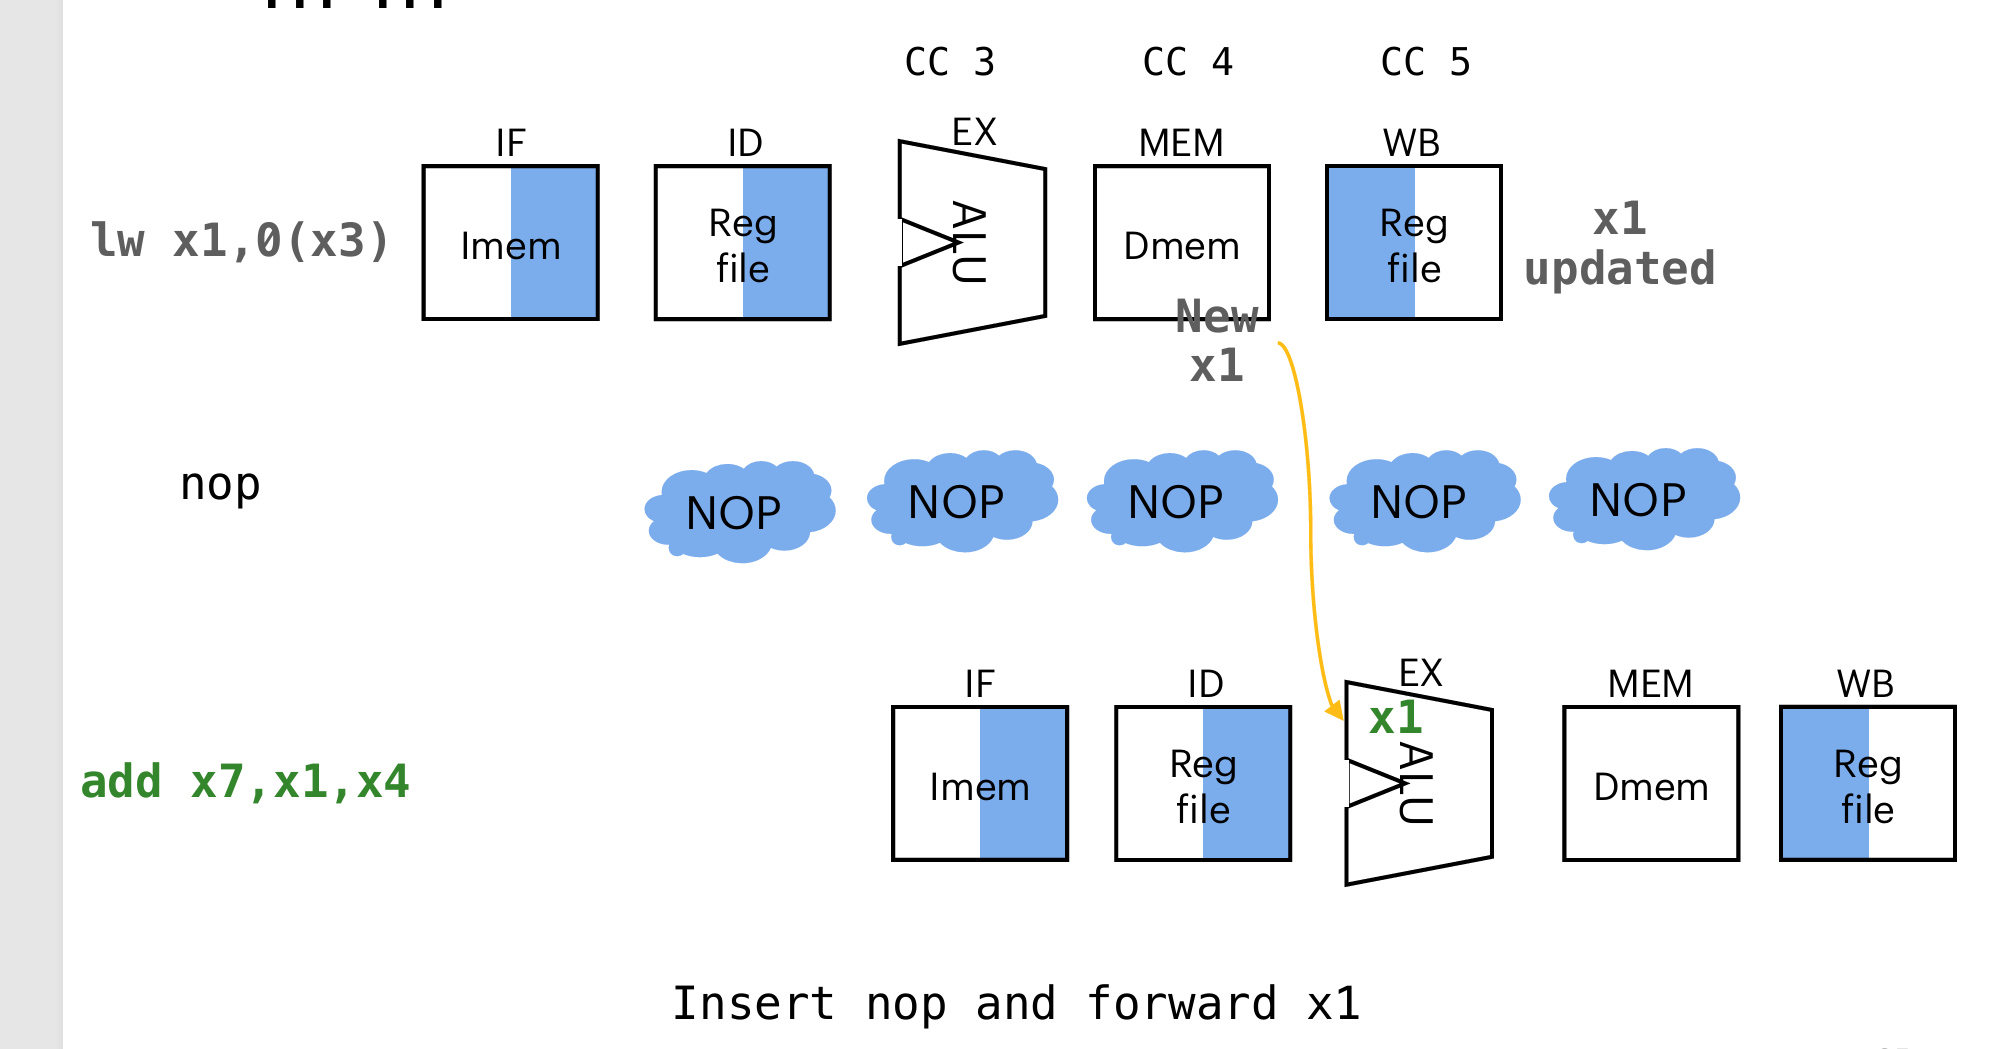 CC 3 CC 4 CC 5
IF ID EX MEM WB
lw x1,0(x3) Imem Reg file ALU Dmem Reg file x1 updated
New
x1
nop NOP NOP NOP NOP NOP
IF ID EX MEM WB
x1
add x7,x1,x4 Imem Reg file ALU Dmem Reg file
Insert nop and forward x1